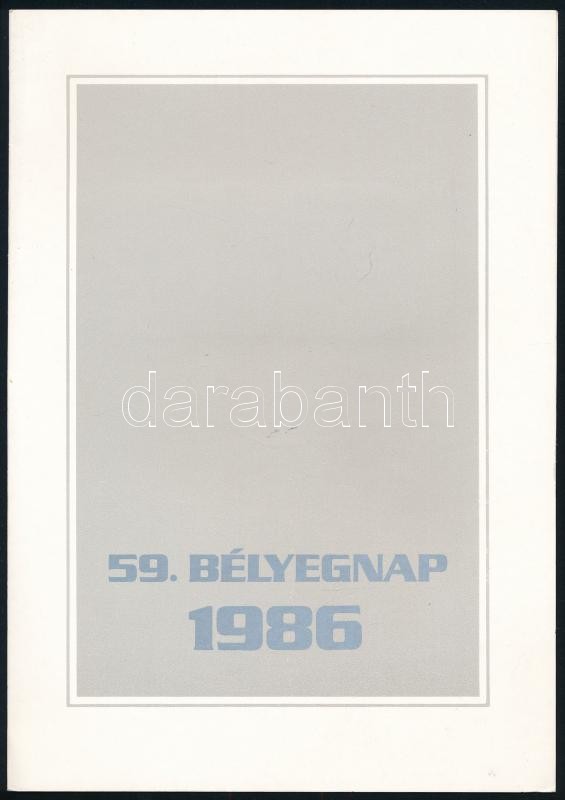 darabanth
59. BÉLYEGNAP
1986